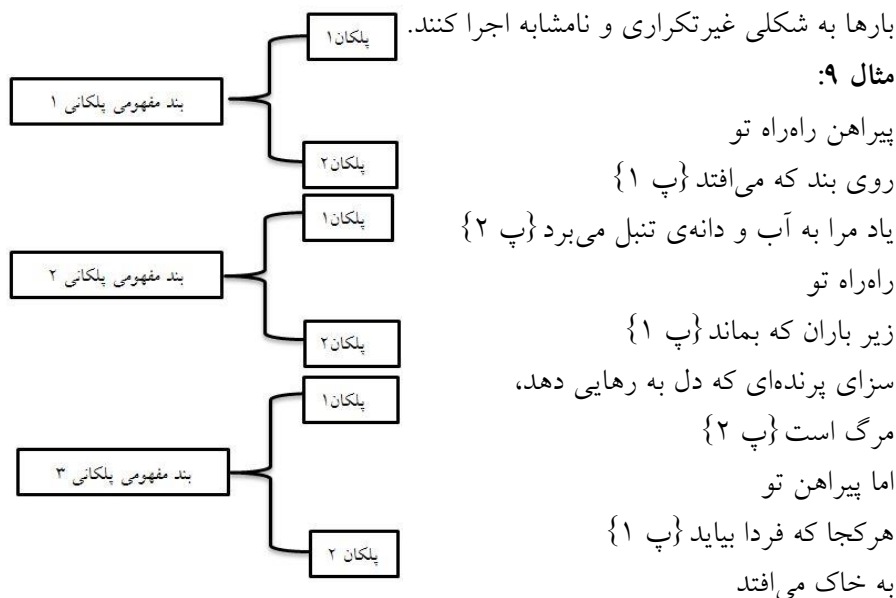 بارها به شکلی غیرتکراری و نامشابه اجرا کنند.
مثال ۹:
پیراهن راه‌راه تو
روی بند که می‌افتد {پ ۱}
یاد مرا به آب و دانه‌ی تنبل می‌برد {پ ۲}
راه‌راه تو
زیر باران که بماند {پ ۱}
سزای پرنده‌ای که دل به رهایی دهد،
مرگ است {پ ۲}
اما پیراهن تو
هرکجا که فردا بیاید {پ ۱}
به خاک می‌افتد
پلکان۱
بند مفهومی پلکانی ۱
پلکان۲
پلکان۱
بند مفهومی پلکانی ۲
پلکان۲
پلکان۱
بند مفهومی پلکانی ۳
پلکان ۲